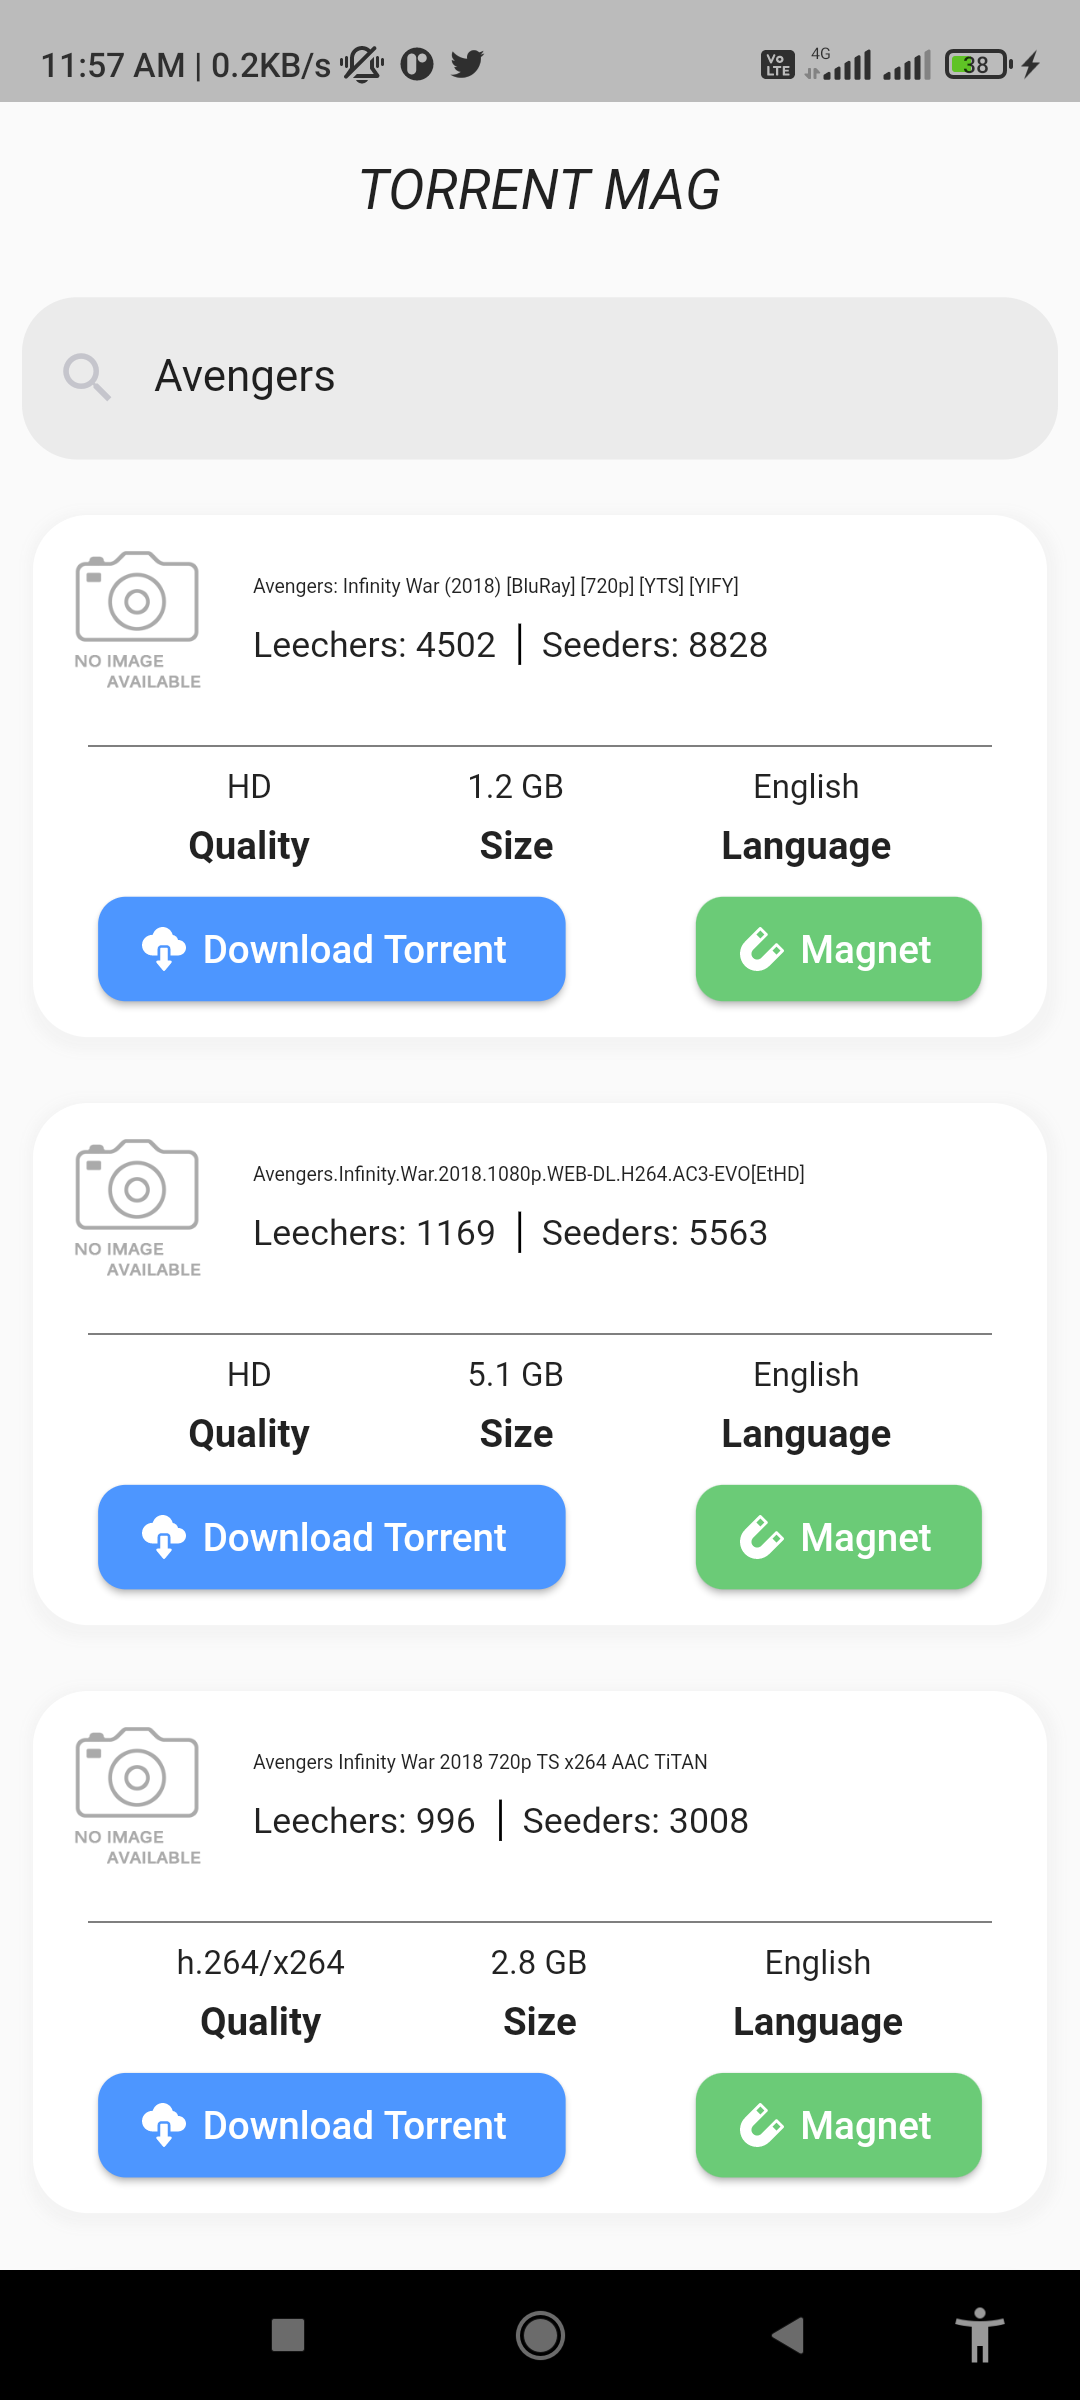 11:57 AM | 0.2KB/s Vo LTE 4G 38
TORRENT MAG
Avengers
NO IMAGE
AVAILABLE
Avengers: Infinity War (2018) [BluRay] [720p] [YTS] [YIFY]
Leechers: 4502 | Seeders: 8828
HD 1.2 GB English
Quality Size Language
Download Torrent Magnet
NO IMAGE
AVAILABLE
Avengers.Infinity.War.2018.1080p.WEB-DL.H264.AC3-EVO[EtHD]
Leechers: 1169 | Seeders: 5563
HD 5.1 GB English
Quality Size Language
Download Torrent Magnet
NO IMAGE
AVAILABLE
Avengers Infinity War 2018 720p TS x264 AAC TiTAN
Leechers: 996 | Seeders: 3008
h.264/x264 2.8 GB English
Quality Size Language
Download Torrent Magnet